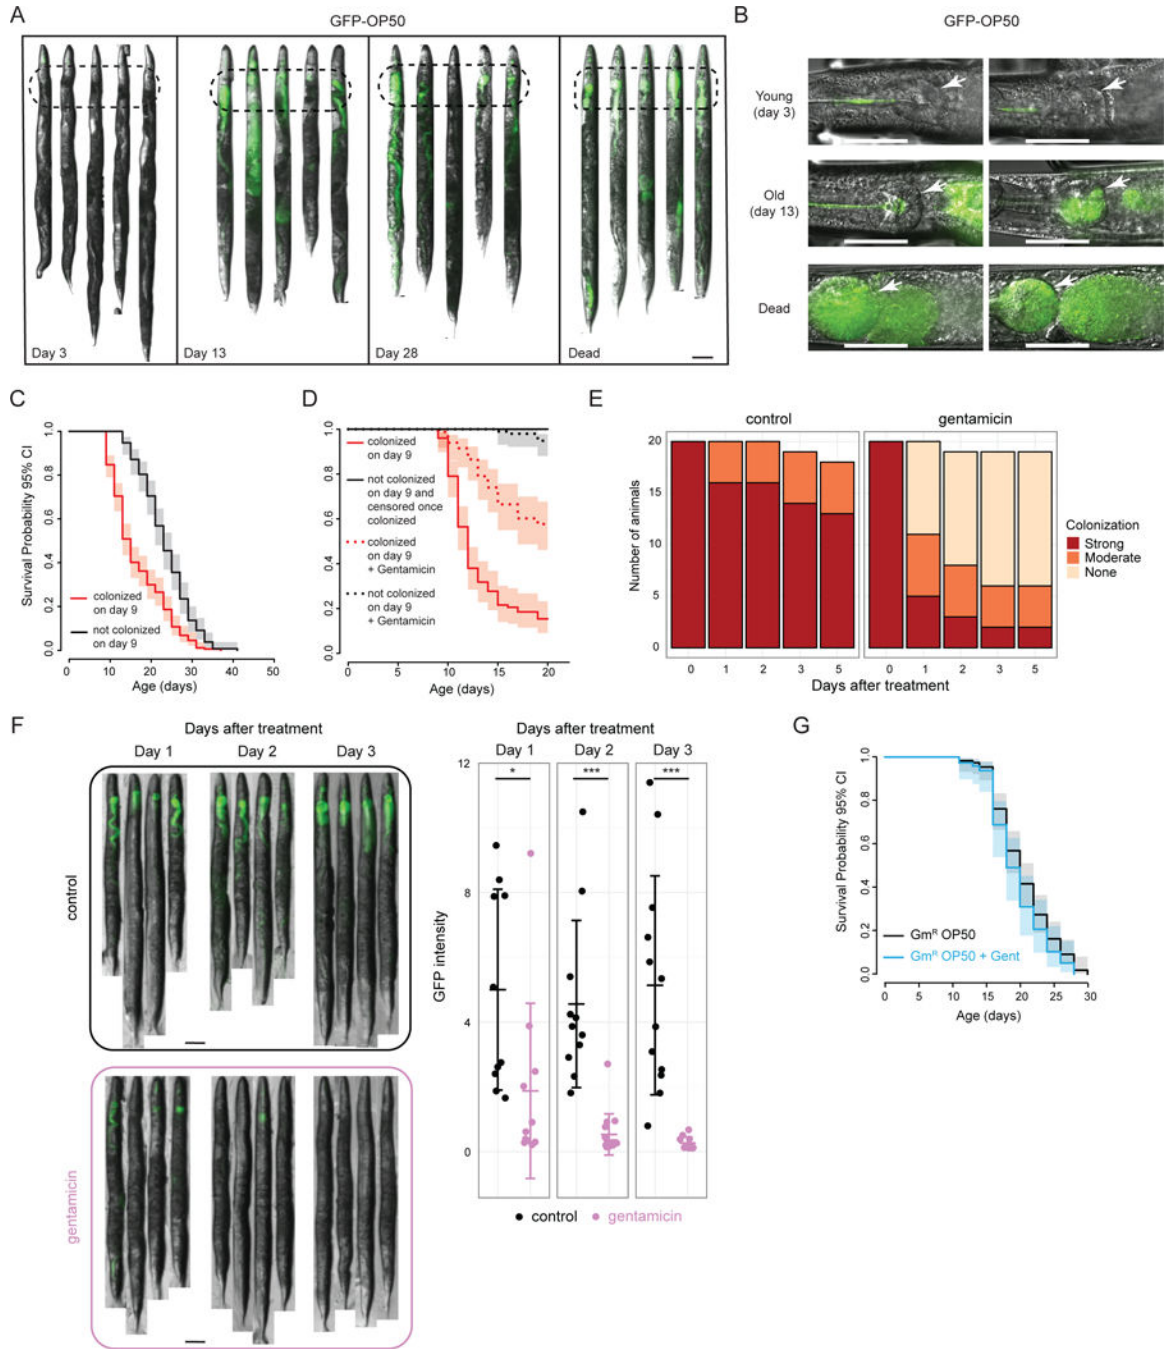 A
GFP-OP50
Day 3
Day 13
Day 28
Dead
B
GFP-OP50
Young
(day 3)
Old
(day 13)
Dead
C
Survival Probability 95% CI
1.0
0.8
0.6
0.4
0.2
0.0
colonized
on day 9
not colonized
on day 9
0
10
20
30
40
50
Age (days)
D
1.0
0.8
0.6
0.4
0.2
0.0
colonized
on day 9
not colonized
on day 9 and
censored once
colonized
colonized
on day 9
+ Gentamicin
not colonized
on day 9
+ Gentamicin
0
5
10
15
20
Age (days)
E
control
gentamicin
Number of animals
20
15
10
5
0
0
1
2
3
5
0
1
2
3
5
Days after treatment
Colonization
Strong
Moderate
None
F
Days after treatment
Day 1
Day 2
Day 3
control
gentamicin
Days after treatment
Day 1
Day 2
Day 3
*
***
***
GFP intensity
12
8
4
0
control
gentamicin
G
Survival Probability 95% CI
1.0
0.8
0.6
0.4
0.2
0.0
Gmᴿ OP50
Gmᴿ OP50 + Gent
0
5
10
15
20
25
30
Age (days)